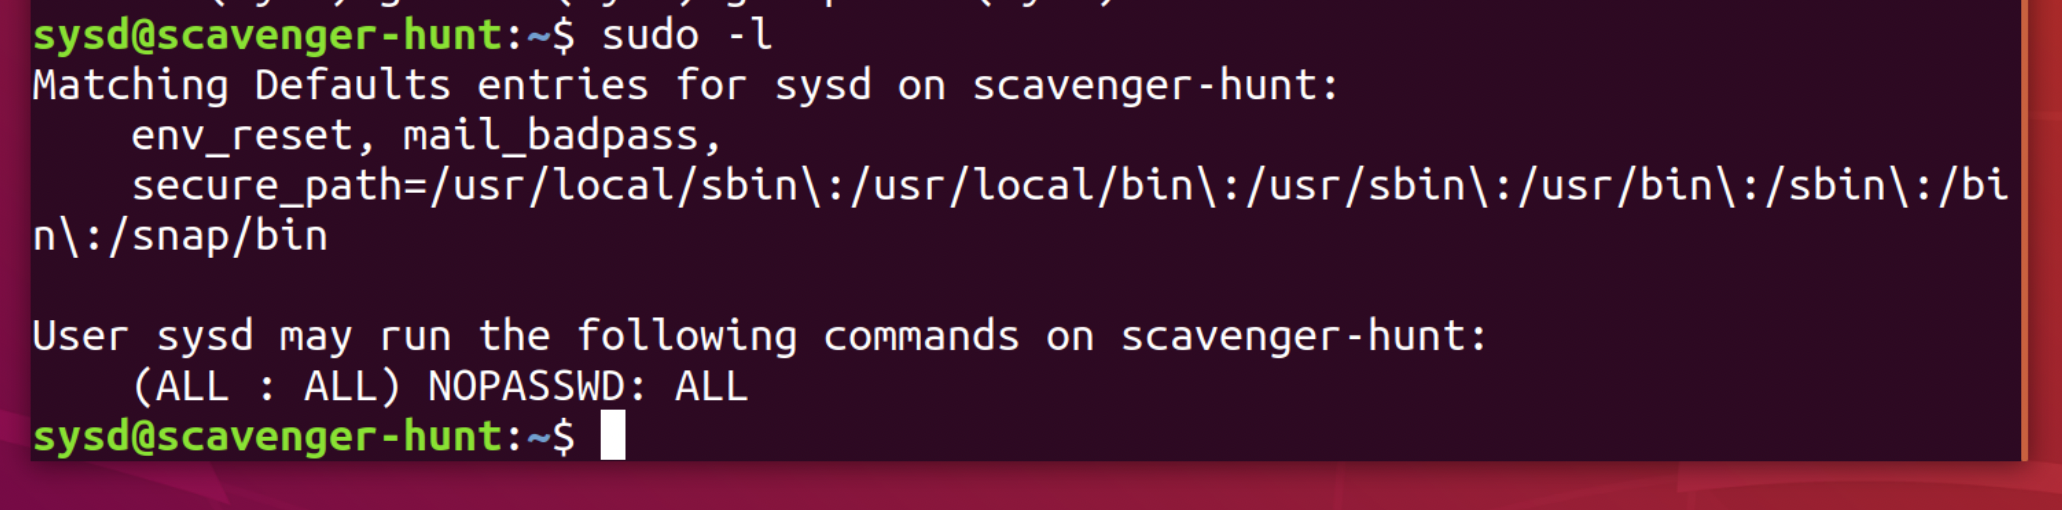 sysd@scavenger-hunt:~$ sudo -l
Matching Defaults entries for sysd on scavenger-hunt:
    env_reset, mail_badpass,
    secure_path=/usr/local/sbin\:/usr/local/bin\:/usr/sbin\:/usr/bin\:/sbin\:/bi
n\:/snap/bin

User sysd may run the following commands on scavenger-hunt:
    (ALL : ALL) NOPASSWD: ALL
sysd@scavenger-hunt:~$